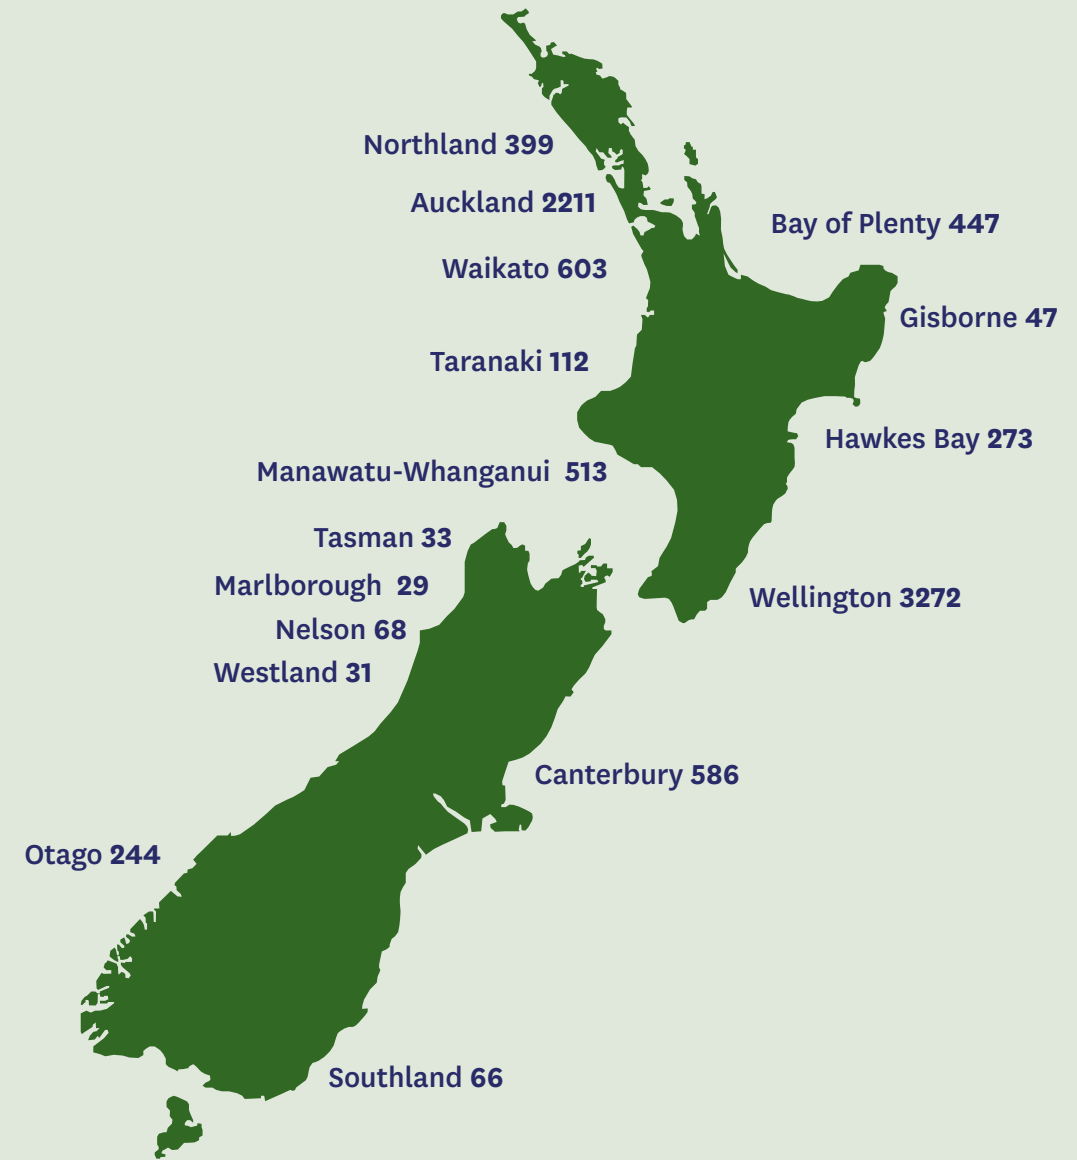 Northland 399
Auckland 2211
Bay of Plenty 447
Waikato 603
Gisborne 47
Taranaki 112
Hawkes Bay 273
Manawatu-Whanganui 513
Tasman 33
Marlborough 29
Wellington 3272
Nelson 68
Westland 31
Canterbury 586
Otago 244
Southland 66